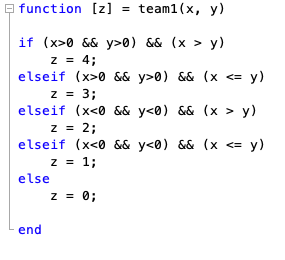 function [z] = team1(x, y)
if (x>0 && y>0) && (x > y)
z = 4;
elseif (x>0 && y>0) && (x <= y)
z = 3;
elseif (x<0 && y<0) && (x > y)
z = 2;
elseif (x<0 && y<0) && (x <= y)
z = 1;
else
z = 0;
end